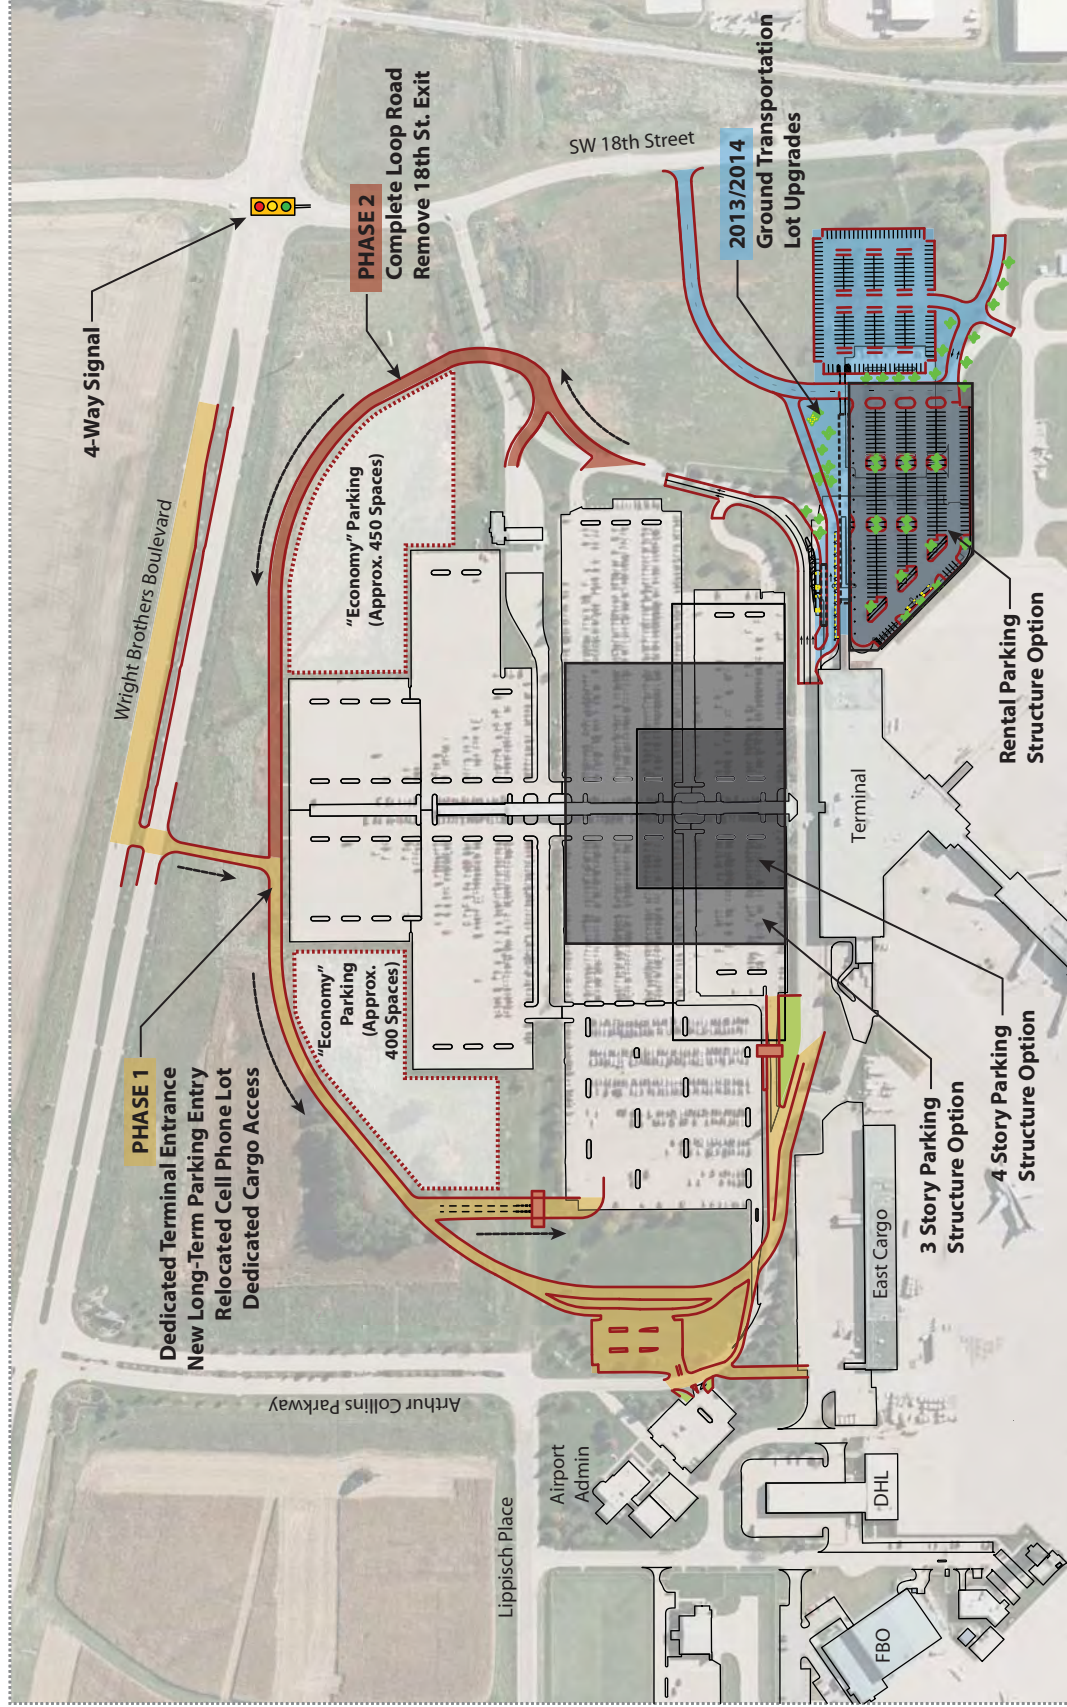 4-Way Signal
Wright Brothers Boulevard
PHASE 1
Dedicated Terminal Entrance
New Long-Term Parking Entry
Relocated Cell Phone Lot
Dedicated Cargo Access
PHASE 2
Complete Loop Road
Remove 18th St. Exit
SW 18th Street
2013/2014
Ground Transportation
Lot Upgrades
"Economy" Parking
(Approx. 450 Spaces)
"Economy"
Parking
(Approx.
400 Spaces)
Arthur Collins Parkway
Lippisch Place
Airport
Admin
Terminal
East Cargo
DHL
FBO
3 Story Parking
Structure Option
4 Story Parking
Structure Option
Rental Parking
Structure Option